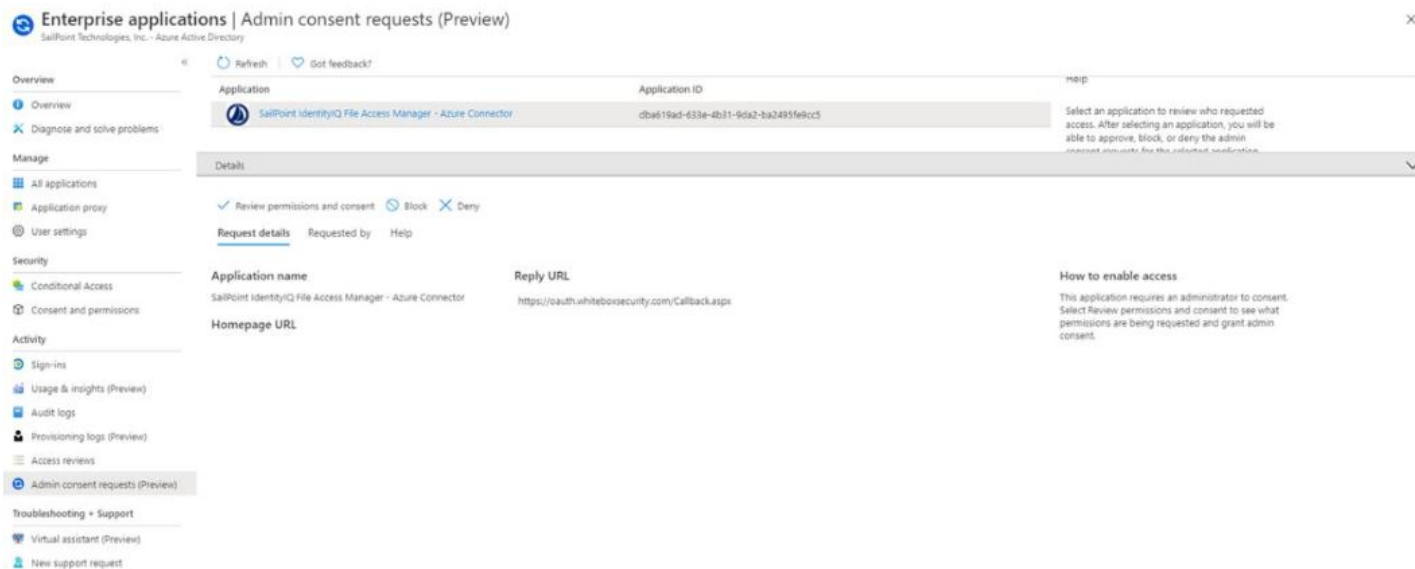 Enterprise applications | Admin consent requests (Preview)
SailPoint Technologies, Inc. - Azure Active Directory
Overview
Overview
Diagnose and solve problems
Manage
All applications
Application proxy
User settings
Security
Conditional Access
Consent and permissions
Activity
Sign-ins
Usage & insights (Preview)
Audit logs
Provisioning logs (Preview)
Access reviews
Admin consent requests (Preview)
Troubleshooting + Support
Virtual assistant (Preview)
New support request
Refresh
Got feedback?
Application
Application ID
SailPoint IdentityIQ File Access Manager - Azure Connector
dba619ad-633e-4b31-9da2-ba2495fe9cc5
Help
Select an application to review who requested
access. After selecting an application, you will be
able to approve, block, or deny the admin
consent requests for the selected application
Details
Review permissions and consent
Block
Deny
Request details
Requested by
Help
Application name
SailPoint IdentityIQ File Access Manager - Azure Connector
Homepage URL
Reply URL
https://oauth.whiteboxsecurity.com/Callback.aspx
How to enable access
This application requires an administrator to consent.
Select Review permissions and consent to see what
permissions are being requested and grant admin
consent.